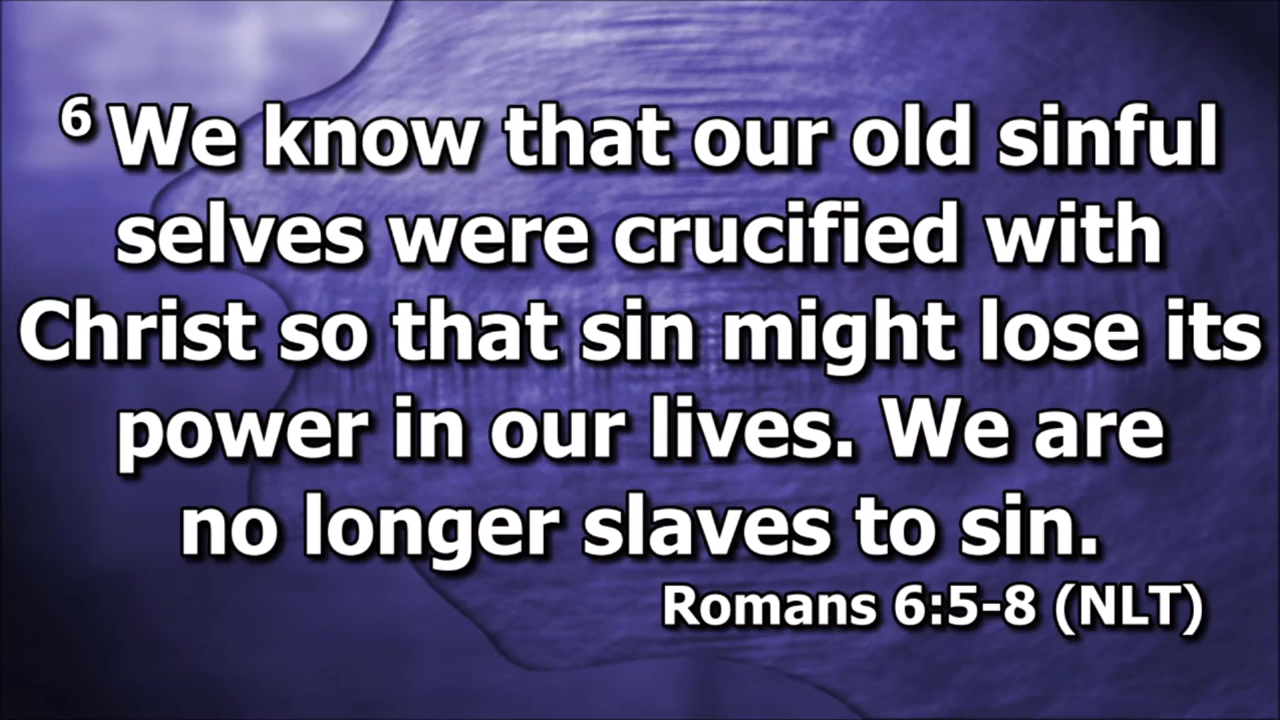 ⁶ We know that our old sinful
selves were crucified with
Christ so that sin might lose its
power in our lives. We are
no longer slaves to sin.
Romans 6:5-8 (NLT)